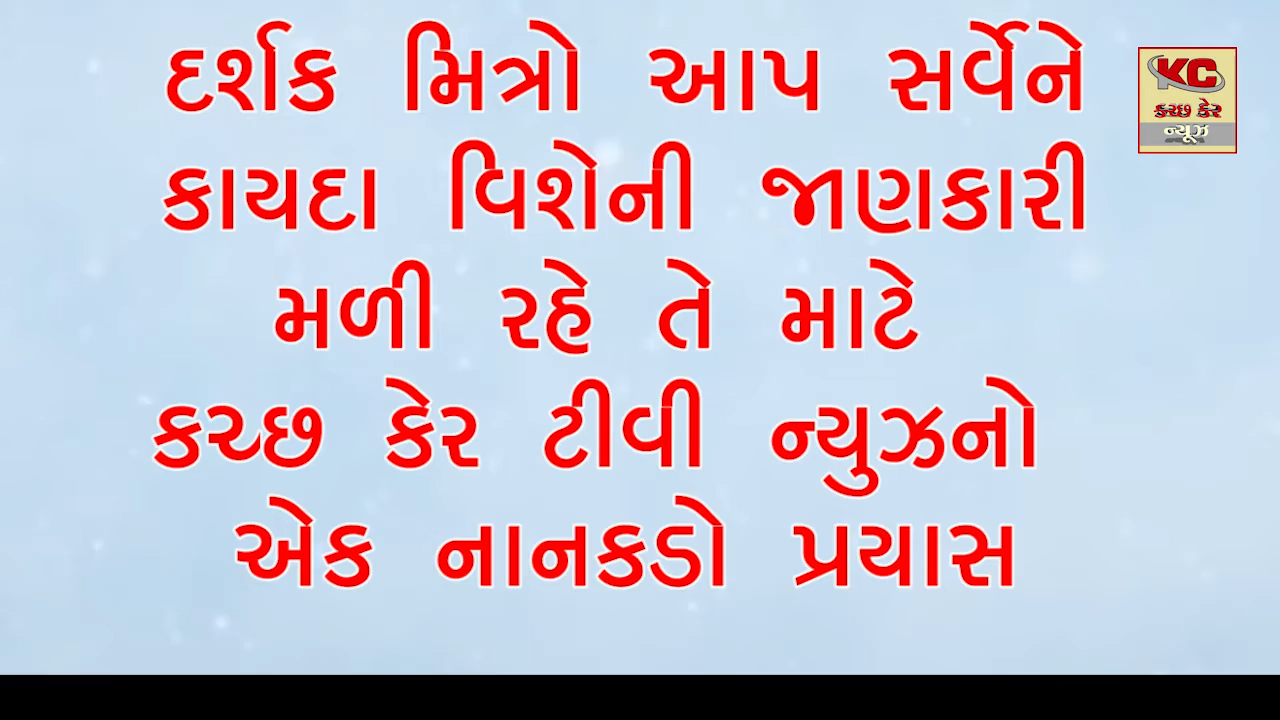 દર્શક મિત્રો આપ સર્વેને
કાયદા વિશેની જાણકારી
મળી રહે તે માટે
કચ્છ કેર ટીવી ન્યુઝનો
એક નાનકડો પ્રયાસ
KC
કચ્છ કેર
ન્યૂઝ